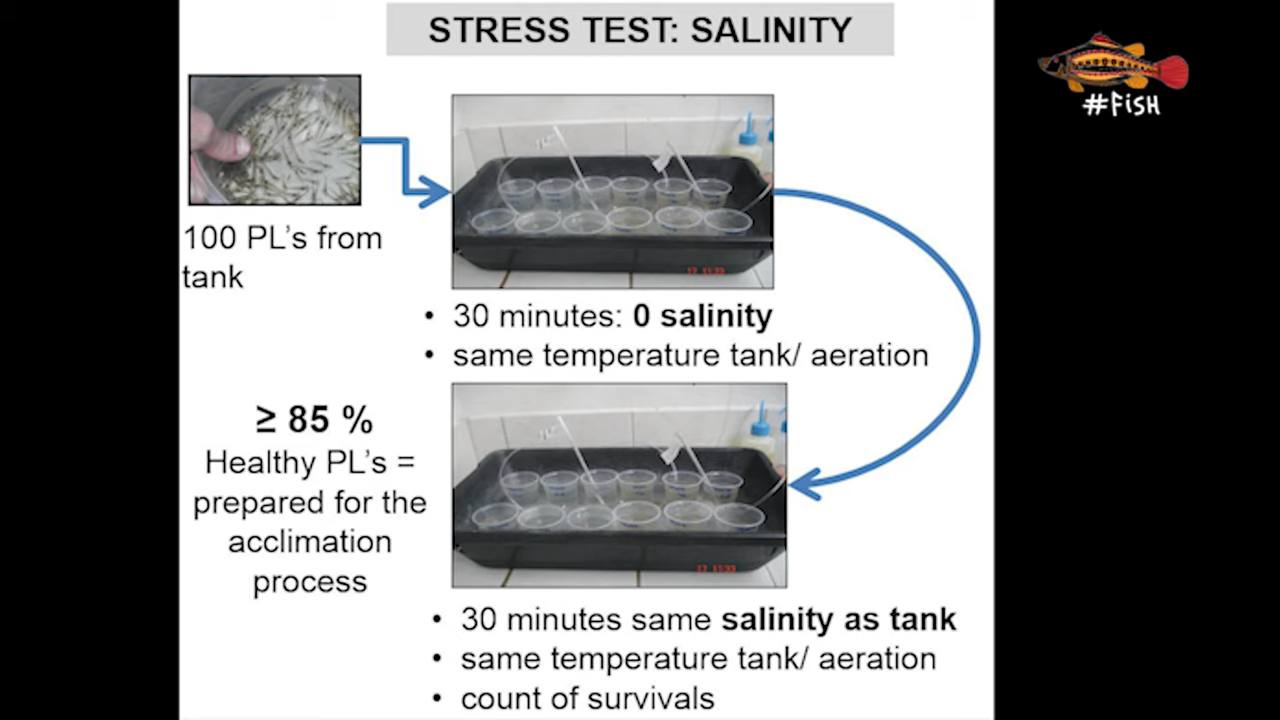 STRESS TEST: SALINITY
#FiSH
100 PL’s from
tank
• 30 minutes: 0 salinity
• same temperature tank/ aeration
≥ 85 %
Healthy PL’s =
prepared for the
acclimation
process
• 30 minutes same salinity as tank
• same temperature tank/ aeration
• count of survivals